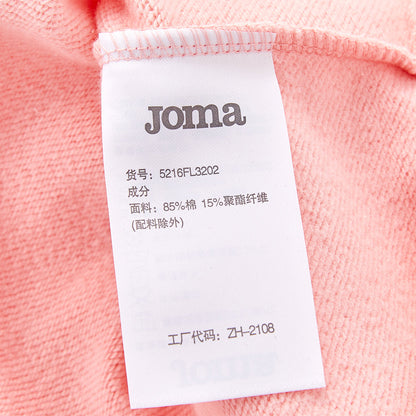 Joma
货号：5216FL3202
成分
面料：85%棉 15%聚酯纤维
(配料除外)
工厂代码：ZH-2108